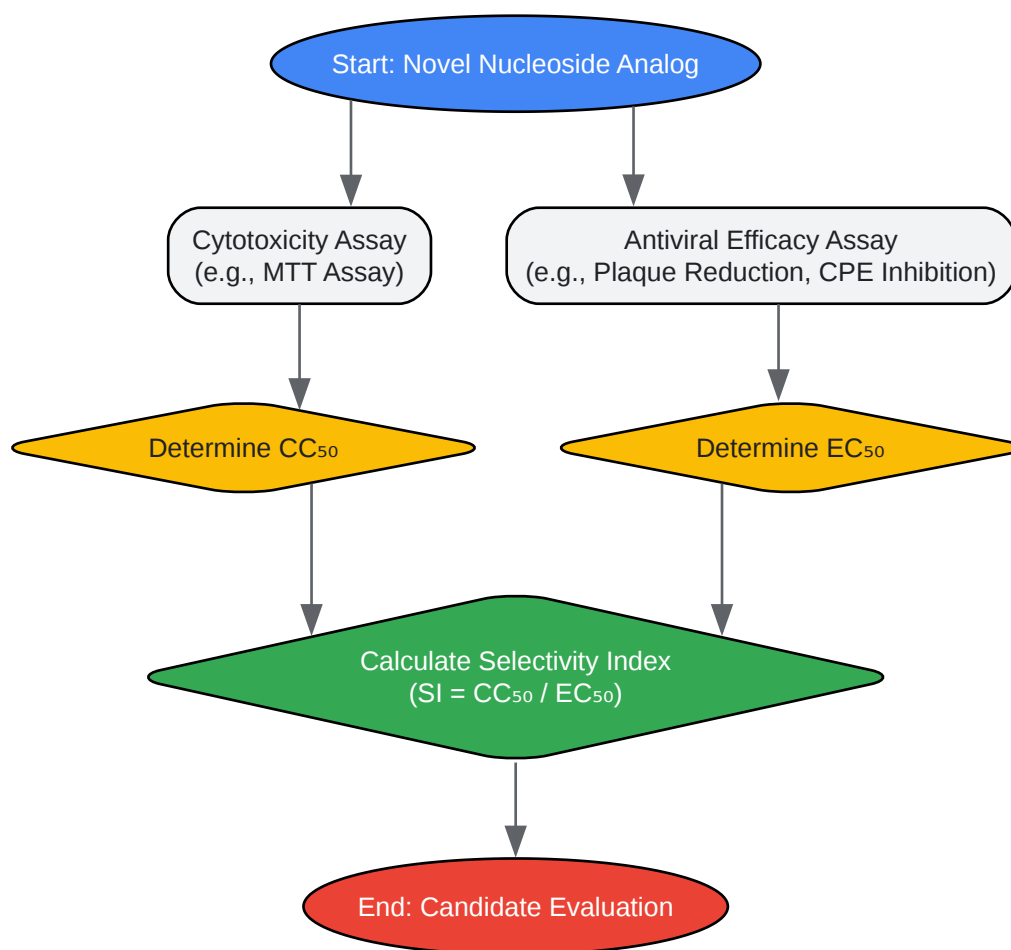 Start: Novel Nucleoside Analog
Cytotoxicity Assay
(e.g., MTT Assay)
Antiviral Efficacy Assay
(e.g., Plaque Reduction, CPE Inhibition)
Determine CC₅₀
Determine EC₅₀
Calculate Selectivity Index
(SI = CC₅₀ / EC₅₀)
End: Candidate Evaluation